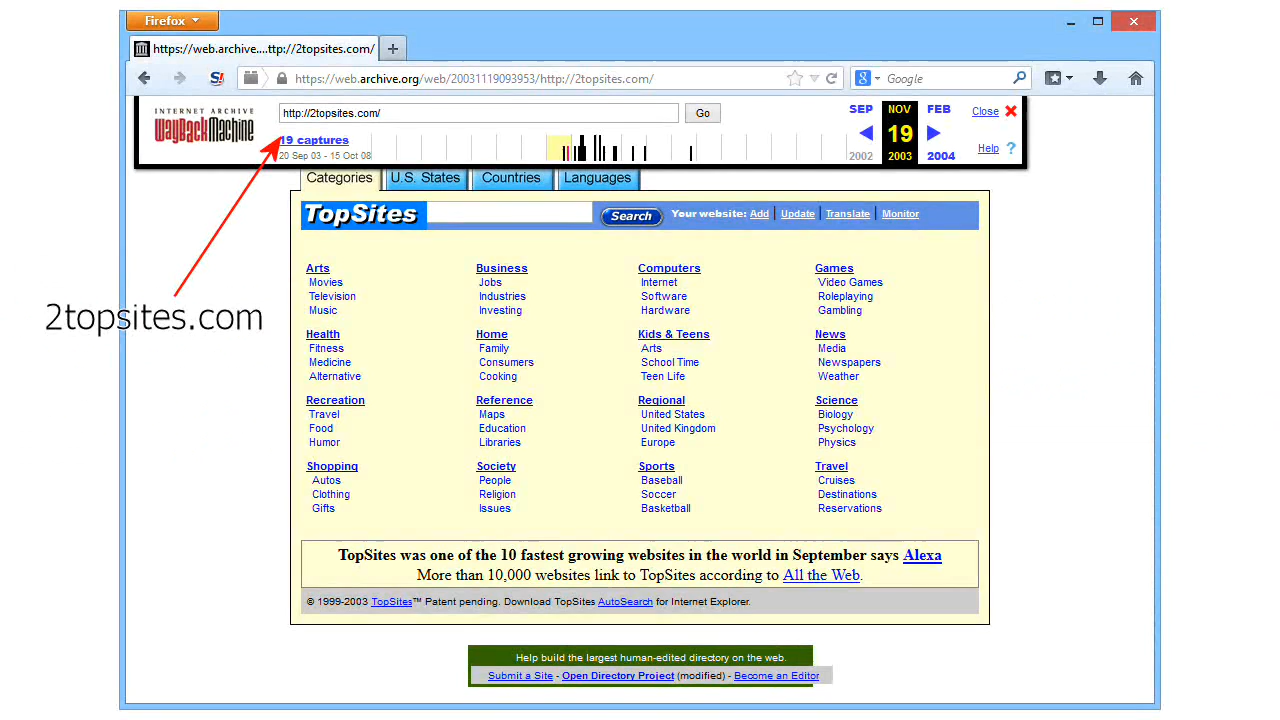 Firefox
https://web.archive....ttp://2topsites.com/
https://web.archive.org/web/20031119093953/http://2topsites.com/
Google
INTERNET ARCHIVE
WayBackMachine
http://2topsites.com/
Go
19 captures
20 Sep 03 - 15 Oct 08
SEP NOV FEB
19
2002 2003 2004
Close
Help ?
Categories U.S. States Countries Languages
TopSites
Search
Your website: Add | Update | Translate | Monitor
2topsites.com
Arts
Movies
Television
Music
Business
Jobs
Industries
Investing
Computers
Internet
Software
Hardware
Games
Video Games
Roleplaying
Gambling
Health
Fitness
Medicine
Alternative
Home
Family
Consumers
Cooking
Kids & Teens
Arts
School Time
Teen Life
News
Media
Newspapers
Weather
Recreation
Travel
Food
Humor
Reference
Maps
Education
Libraries
Regional
United States
United Kingdom
Europe
Science
Biology
Psychology
Physics
Shopping
Autos
Clothing
Gifts
Society
People
Religion
Issues
Sports
Baseball
Soccer
Basketball
Travel
Cruises
Destinations
Reservations
TopSites was one of the 10 fastest growing websites in the world in September says Alexa
More than 10,000 websites link to TopSites according to All the Web.
© 1999-2003 TopSites™ Patent pending. Download TopSites AutoSearch for Internet Explorer.
Help build the largest human-edited directory on the web.
Submit a Site - Open Directory Project (modified) - Become an Editor